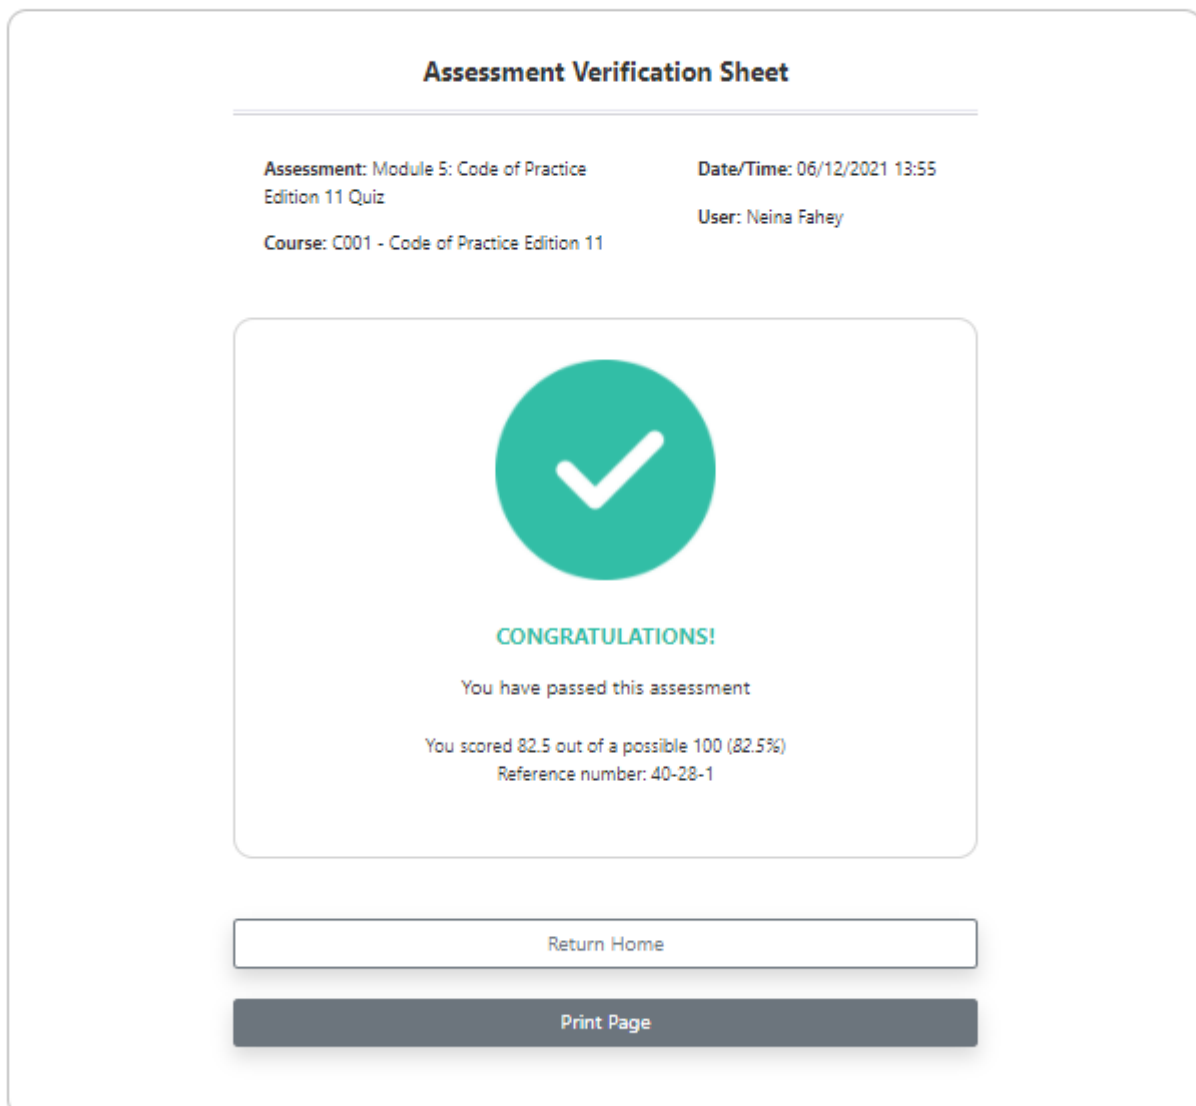 Assessment Verification Sheet
Assessment: Module 5: Code of Practice
Edition 11 Quiz
Course: C001 - Code of Practice Edition 11
Date/Time: 06/12/2021 13:55
User: Neina Fahey
CONGRATULATIONS!
You have passed this assessment
You scored 82.5 out of a possible 100 (82.5%)
Reference number: 40-28-1
Return Home
Print Page